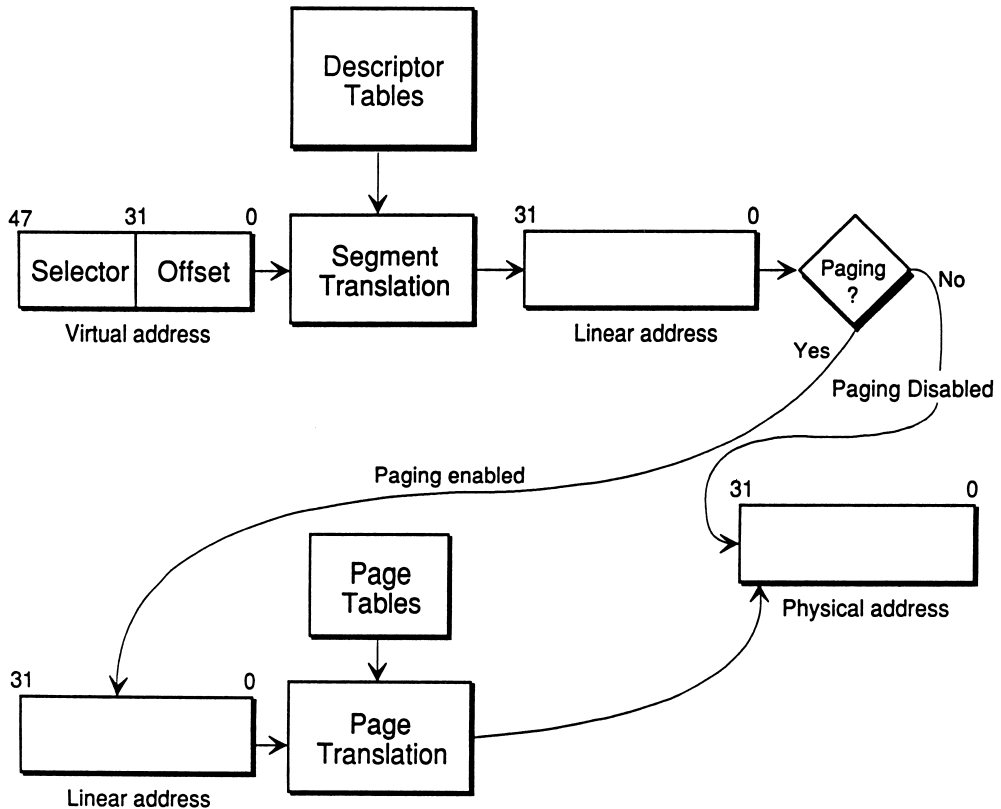 Descriptor
Tables
47 31 0
Selector Offset
Virtual address
Segment
Translation
31 0
Linear address
Paging
?
No
Yes
Paging Disabled
Paging enabled
31 0
Physical address
Page
Tables
31 0
Linear address
Page
Translation